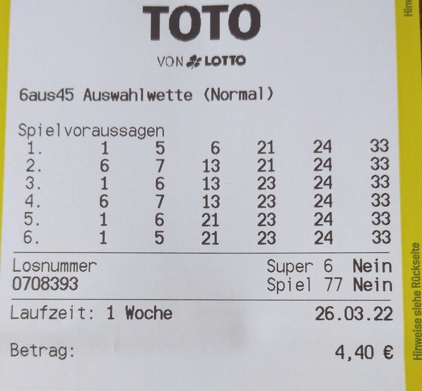 TOTO
VON LOTTO
6aus45 Auswahlwette (Normal)
Spielvoraussagen
1. 1 5 6 21 24 33
2. 6 7 13 21 24 33
3. 1 6 13 23 24 33
4. 6 7 13 23 24 33
5. 1 6 21 23 24 33
6. 1 5 21 23 24 33
Losnummer Super 6 Nein
0708393 Spiel 77 Nein
Laufzeit: 1 Woche 26.03.22
Betrag: 4,40 €
Hinweise siehe Rückseite